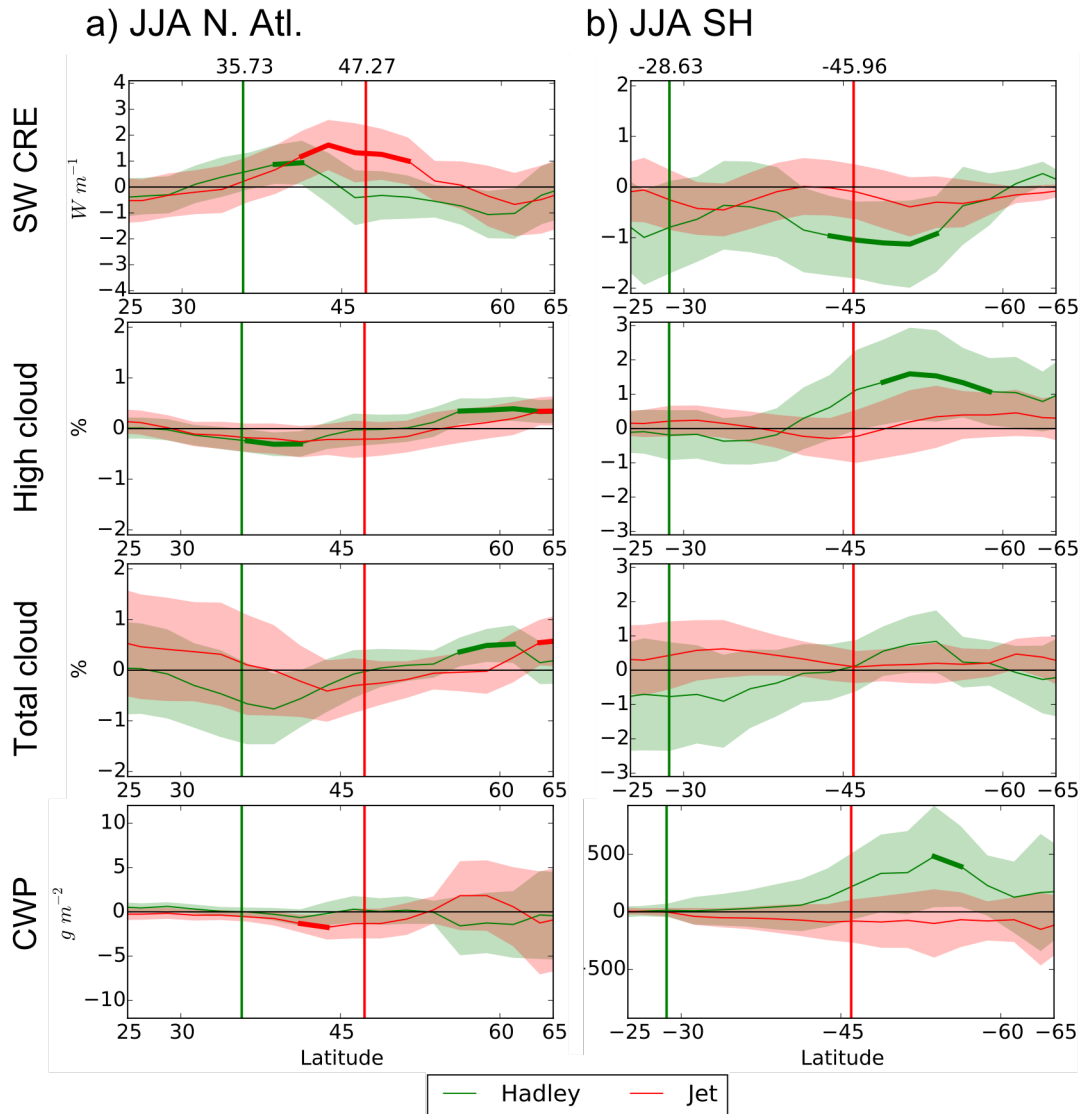 a) JJA N. Atl.
b) JJA SH
35.73 47.27
-28.63 -45.96
SW CRE
W m⁻¹
4
3
2
1
0
−1
−2
−3
−4
25 30 45 60 65
2
1
0
−1
−2
−25 −30 −45 −60 −65
High cloud
%
2
1
0
−1
−2
25 30 45 60 65
3
2
1
0
−1
−2
−3
−25 −30 −45 −60 −65
Total cloud
%
2
1
0
−1
−2
25 30 45 60 65
3
2
1
0
−1
−2
−3
−25 −30 −45 −60 −65
CWP
g m⁻²
10
5
0
−5
−10
25 30 45 60 65
Latitude
500
0
-500
−25 −30 −45 −60 −65
Latitude
Hadley Jet